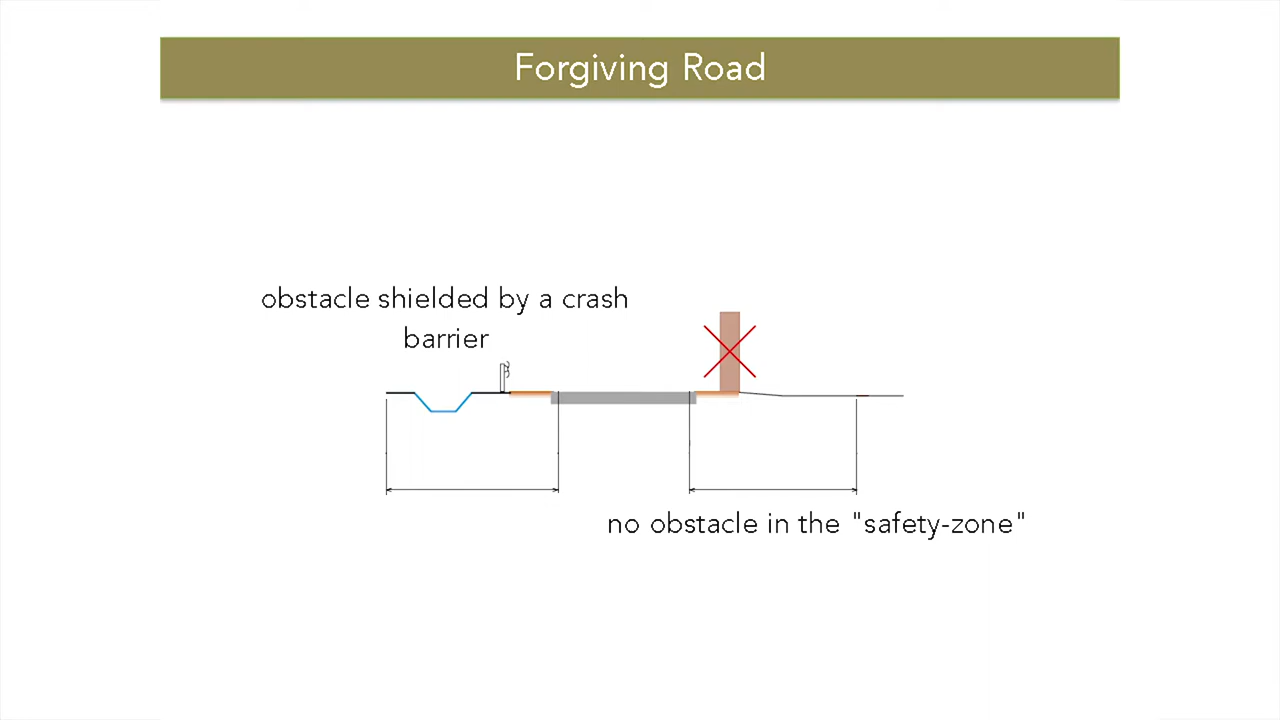 Forgiving Road
obstacle shielded by a crash
barrier
no obstacle in the "safety-zone"